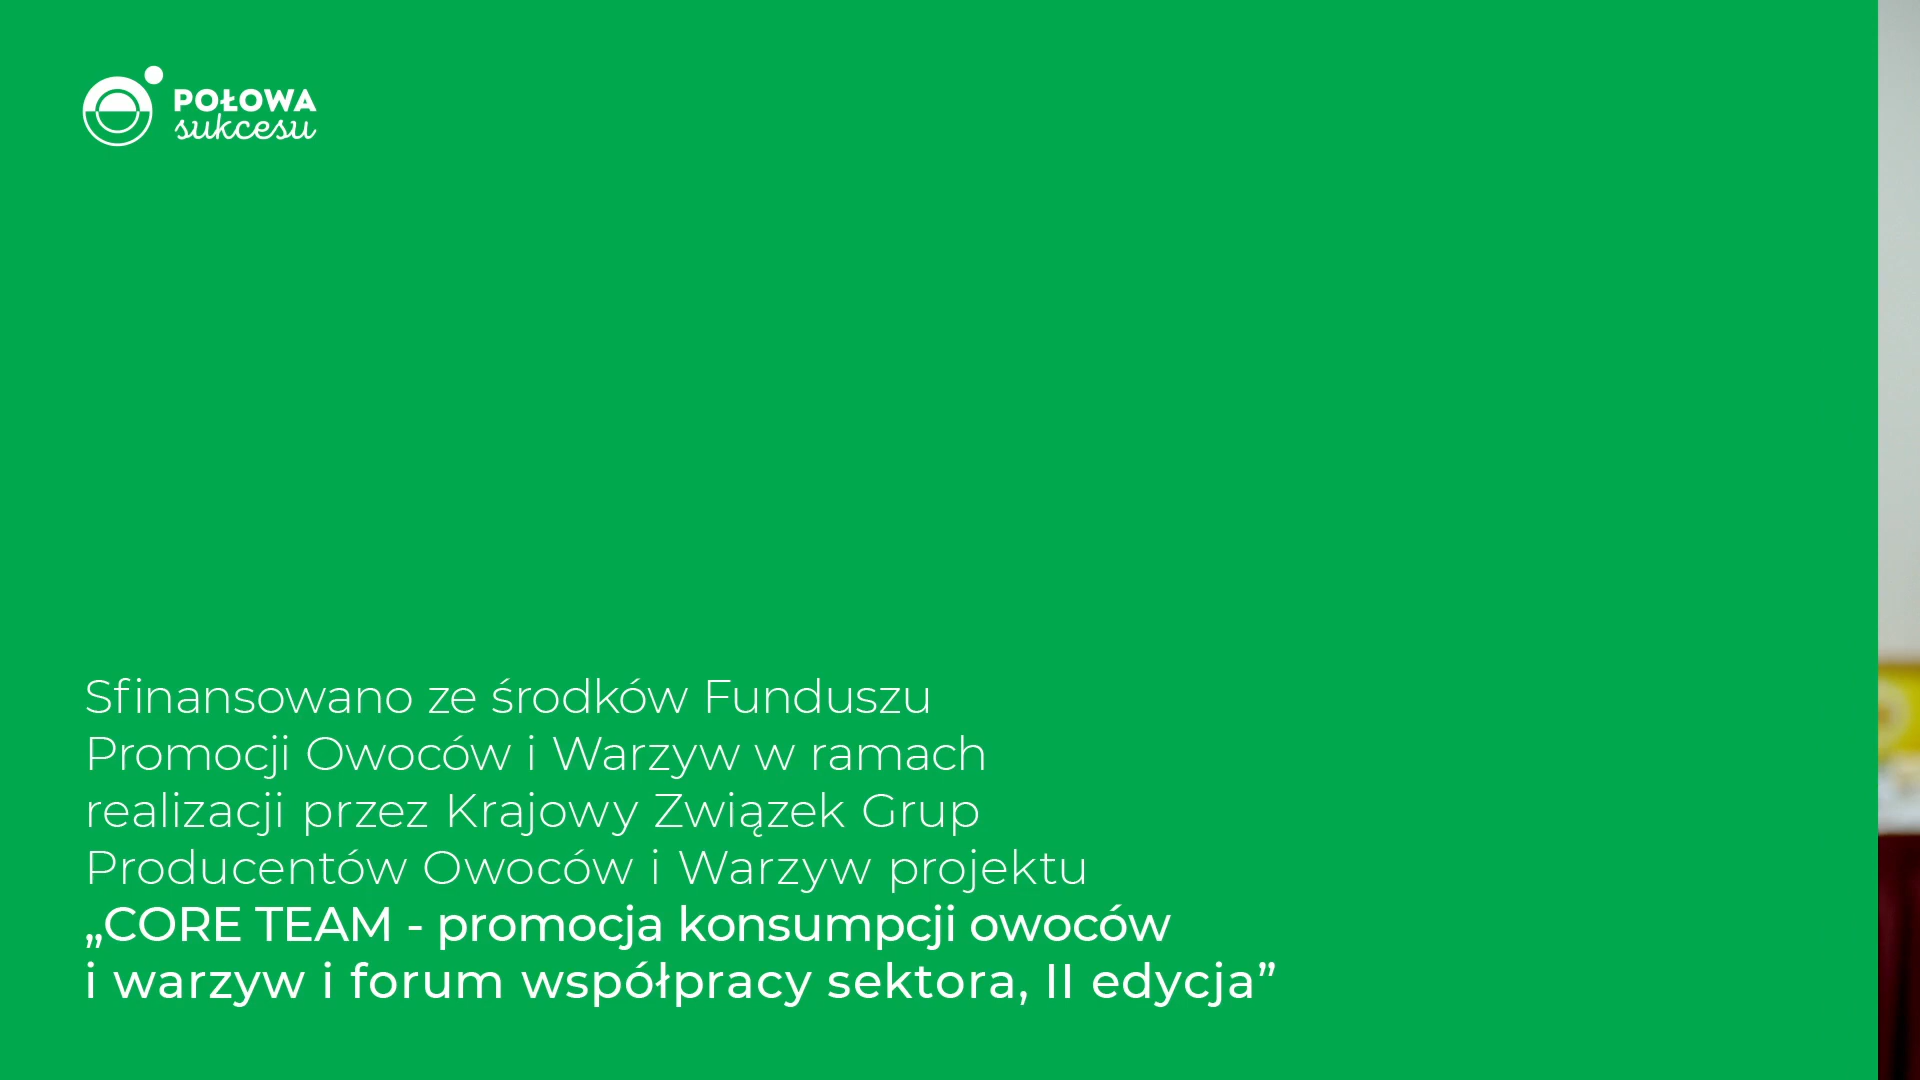 POŁOWA
sukcesu
Sfinansowano ze środków Funduszu
Promocji Owoców i Warzyw w ramach
realizacji przez Krajowy Związek Grup
Producentów Owoców i Warzyw projektu
„CORE TEAM - promocja konsumpcji owoców
i warzyw i forum współpracy sektora, II edycja”